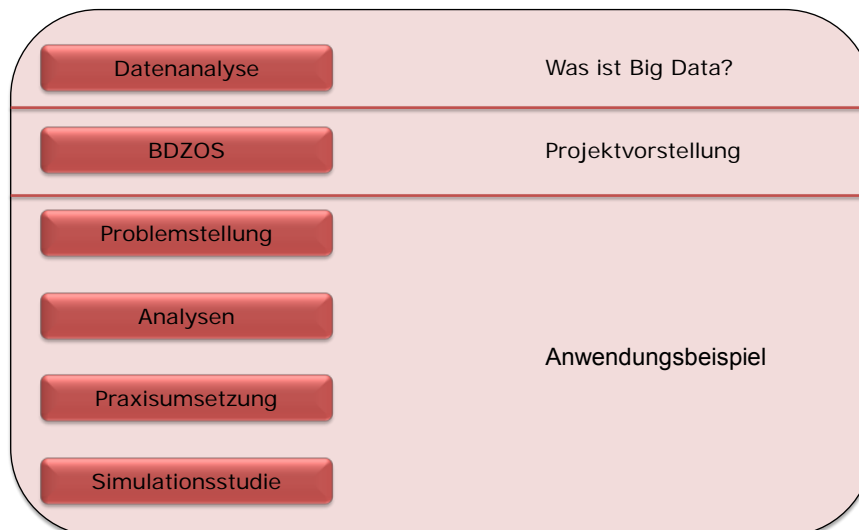 Datenanalyse Was ist Big Data?
BDZOS Projektvorstellung
Problemstellung
Analysen
Anwendungsbeispiel
Praxisumsetzung
Simulationsstudie